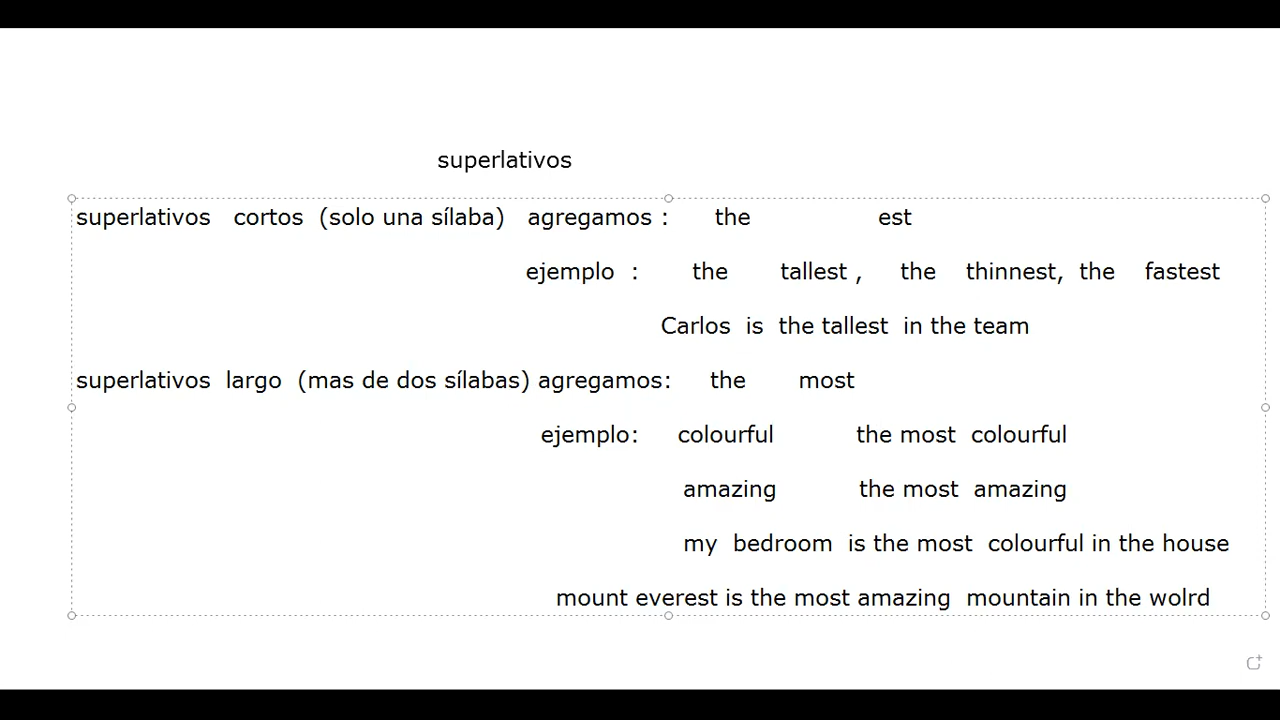 superlativos
superlativos cortos (solo una sílaba) agregamos : the est
ejemplo : the tallest , the thinnest, the fastest
Carlos is the tallest in the team
superlativos largo (mas de dos sílabas) agregamos: the most
ejemplo: colourful the most colourful
amazing the most amazing
my bedroom is the most colourful in the house
mount everest is the most amazing mountain in the wolrd